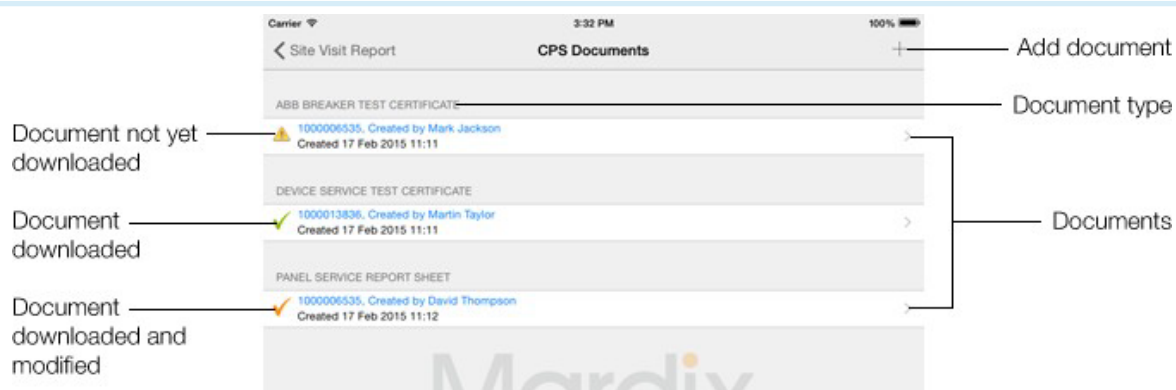 Carrier 3:32 PM 100%
Site Visit Report CPS Documents Add document
ABB BREAKER TEST CERTIFICATE Document type
Document not yet
downloaded
1000006535, Created by Mark Jackson
Created 17 Feb 2015 11:11
DEVICE SERVICE TEST CERTIFICATE
Document
downloaded
1000013836, Created by Martin Taylor
Created 17 Feb 2015 11:11
Documents
PANEL SERVICE REPORT SHEET
Document
downloaded and
modified
1000006535, Created by David Thompson
Created 17 Feb 2015 11:12
Mardix